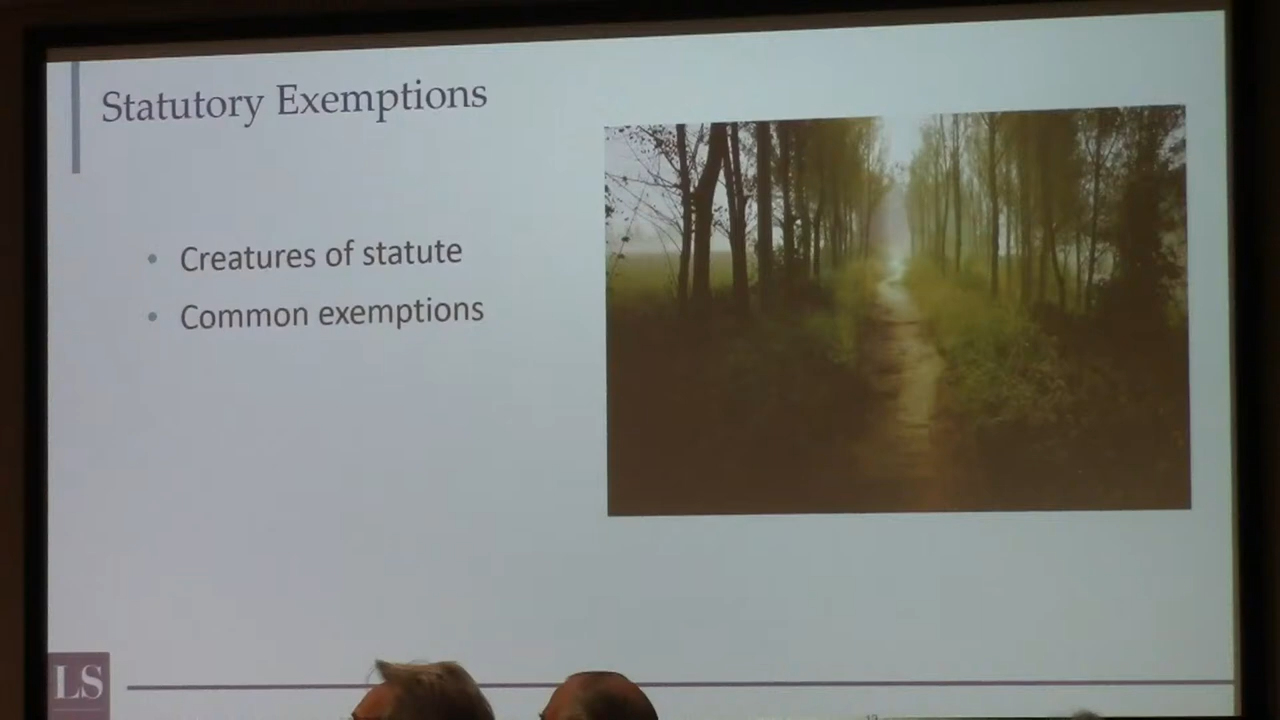 Statutory Exemptions
• Creatures of statute
• Common exemptions
LS